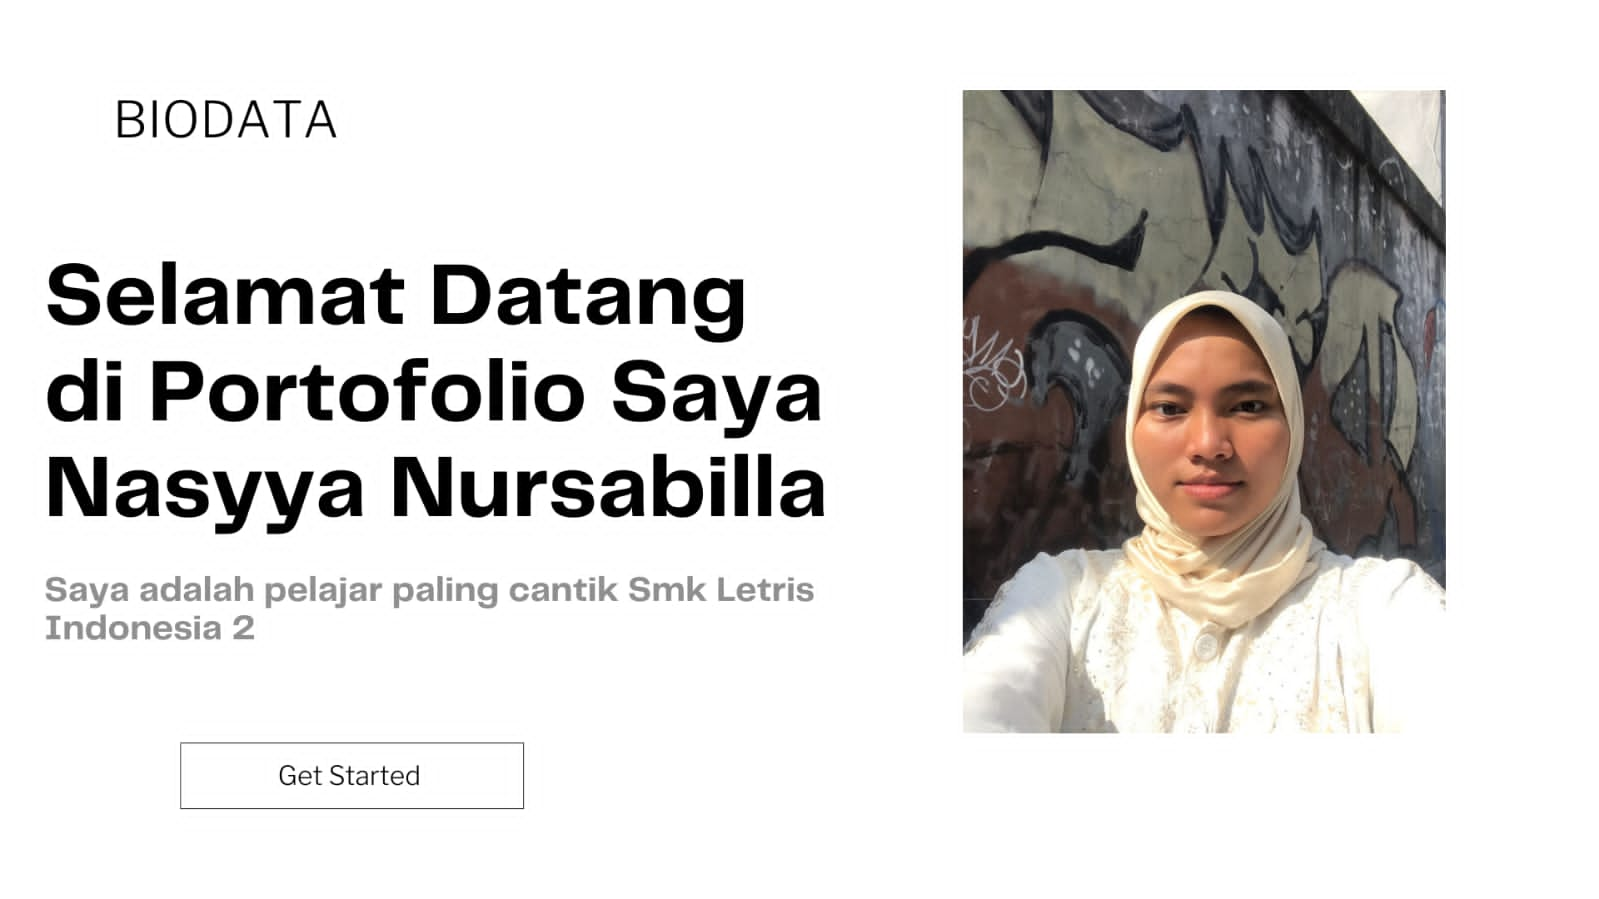 BIODATA
Selamat Datang
di Portofolio Saya
Nasyya Nursabilla
Saya adalah pelajar paling cantik Smk Letris
Indonesia 2
Get Started